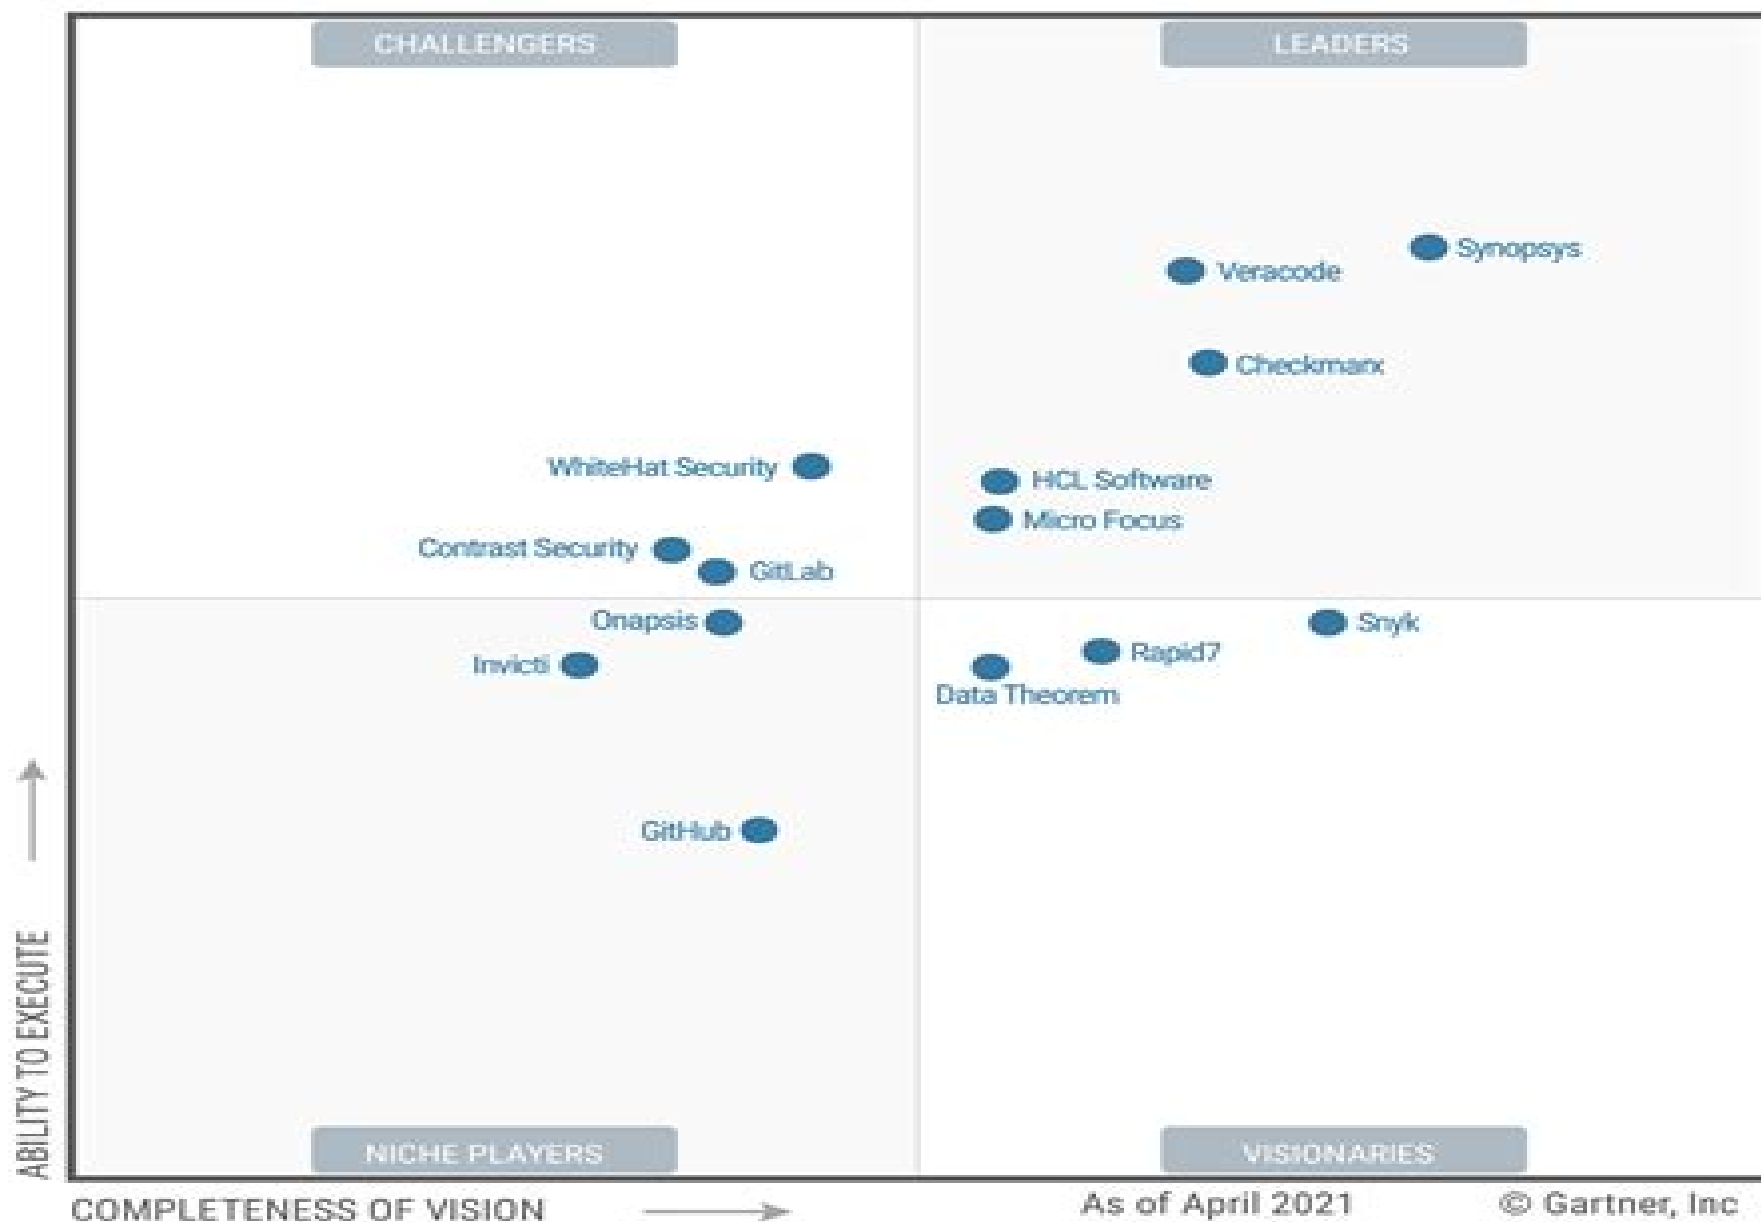 CHALLENGERS
LEADERS
Synopsys
Veracode
Checkmarx
WhiteHat Security
HCL Software
Micro Focus
Contrast Security
GitLab
Onapsis
Snyk
Invicti
Rapid7
Data Theorem
GitHub
ABILITY TO EXECUTE
NICHE PLAYERS
VISIONARIES
COMPLETENESS OF VISION
As of April 2021
© Gartner, Inc